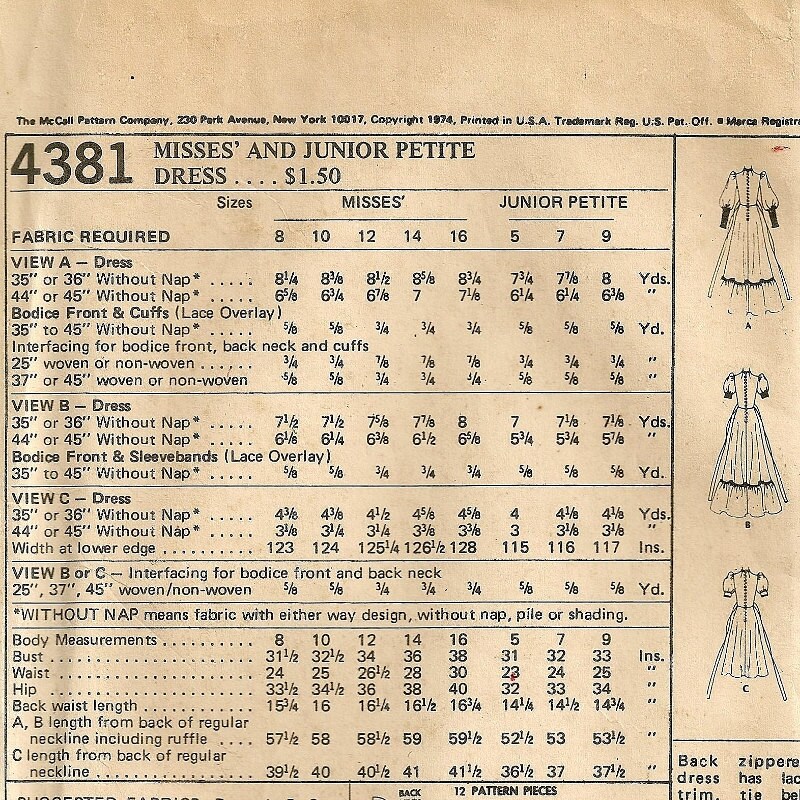 The McCall Pattern Company, 230 Park Avenue, New York 10017, Copyright 1974, Printed in U.S.A. Trademark Reg. U.S. Pat. Off. ■ Marca Registra
4381 MISSES' AND JUNIOR PETITE
DRESS .... $1.50
Sizes MISSES' JUNIOR PETITE
FABRIC REQUIRED 8 10 12 14 16 5 7 9
VIEW A — Dress
35" or 36" Without Nap* ..... 8¼ 8⅜ 8½ 8⅝ 8¾ 7¾ 7⅞ 8 Yds.
44" or 45" Without Nap* ..... 6⅝ 6¾ 6⅞ 7 7⅛ 6¼ 6¼ 6⅜ "
Bodice Front & Cuffs (Lace Overlay)
35" to 45" Without Nap* ..... ⅝ ⅝ ¾ ¾ ¾ ⅝ ⅝ ⅝ Yd.
Interfacing for bodice front, back neck and cuffs
25" woven or non-woven ...... ¾ ¾ ⅞ ⅞ ⅞ ¾ ¾ ¾ "
37" or 45" woven or non-woven ⅝ ⅝ ¾ ¾ ¾ ⅝ ⅝ ⅝ "
VIEW B — Dress
35" or 36" Without Nap* ..... 7½ 7½ 7⅝ 7⅞ 8 7 7⅛ 7⅛ Yds.
44" or 45" Without Nap* ..... 6⅛ 6¼ 6⅜ 6½ 6⅝ 5¾ 5¾ 5⅞ "
Bodice Front & Sleevebands (Lace Overlay)
35" to 45" Without Nap* ..... ⅝ ⅝ ¾ ¾ ¾ ⅝ ⅝ ⅝ Yd.
VIEW C — Dress
35" or 36" Without Nap* ..... 4⅜ 4⅜ 4½ 4⅝ 4⅝ 4 4⅛ 4⅛ Yds.
44" or 45" Without Nap* ..... 3⅛ 3¼ 3¼ 3⅜ 3⅜ 3 3⅛ 3⅛ "
Width at lower edge .......... 123 124 125¼ 126½ 128 115 116 117 Ins.
VIEW B or C — Interfacing for bodice front and back neck
25", 37", 45" woven/non-woven ⅝ ⅝ ¾ ¾ ¾ ⅝ ⅝ ⅝ Yd.
*WITHOUT NAP means fabric with either way design, without nap, pile or shading.
Body Measurements .......... 8 10 12 14 16 5 7 9
Bust ...................... 31½ 32½ 34 36 38 31 32 33 Ins.
Waist ..................... 24 25 26½ 28 30 23 24 25 "
Hip ....................... 33½ 34½ 36 38 40 32 33 34 "
Back waist length ............ 15¾ 16 16¼ 16½ 16¾ 14¼ 14½ 14¾ "
A, B length from back of regular
neckline including ruffle .... 57½ 58 58½ 59 59½ 52½ 53 53½ "
C length from back of regular
neckline .................. 39½ 40 40½ 41 41½ 36½ 37 37½ "
A
B
C
Back zippere
dress has lac
trim, tie be
SUGGESTED FABRICS
BACK 12 PATTERN PIECES